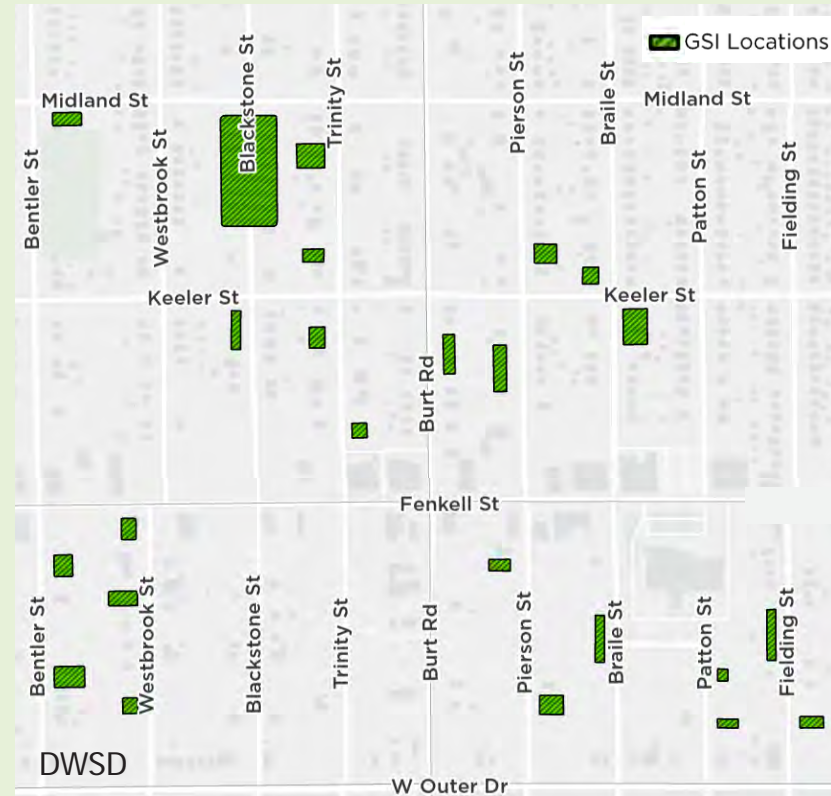 GSI Locations
Midland St
Midland St
Bentler St
Westbrook St
Blackstone St
Trinity St
Pierson St
Braile St
Patton St
Fielding St
Keeler St
Keeler St
Burt Rd
Fenkell St
Bentler St
Westbrook St
Blackstone St
Trinity St
Burt Rd
Pierson St
Braile St
Patton St
Fielding St
DWSD
W Outer Dr